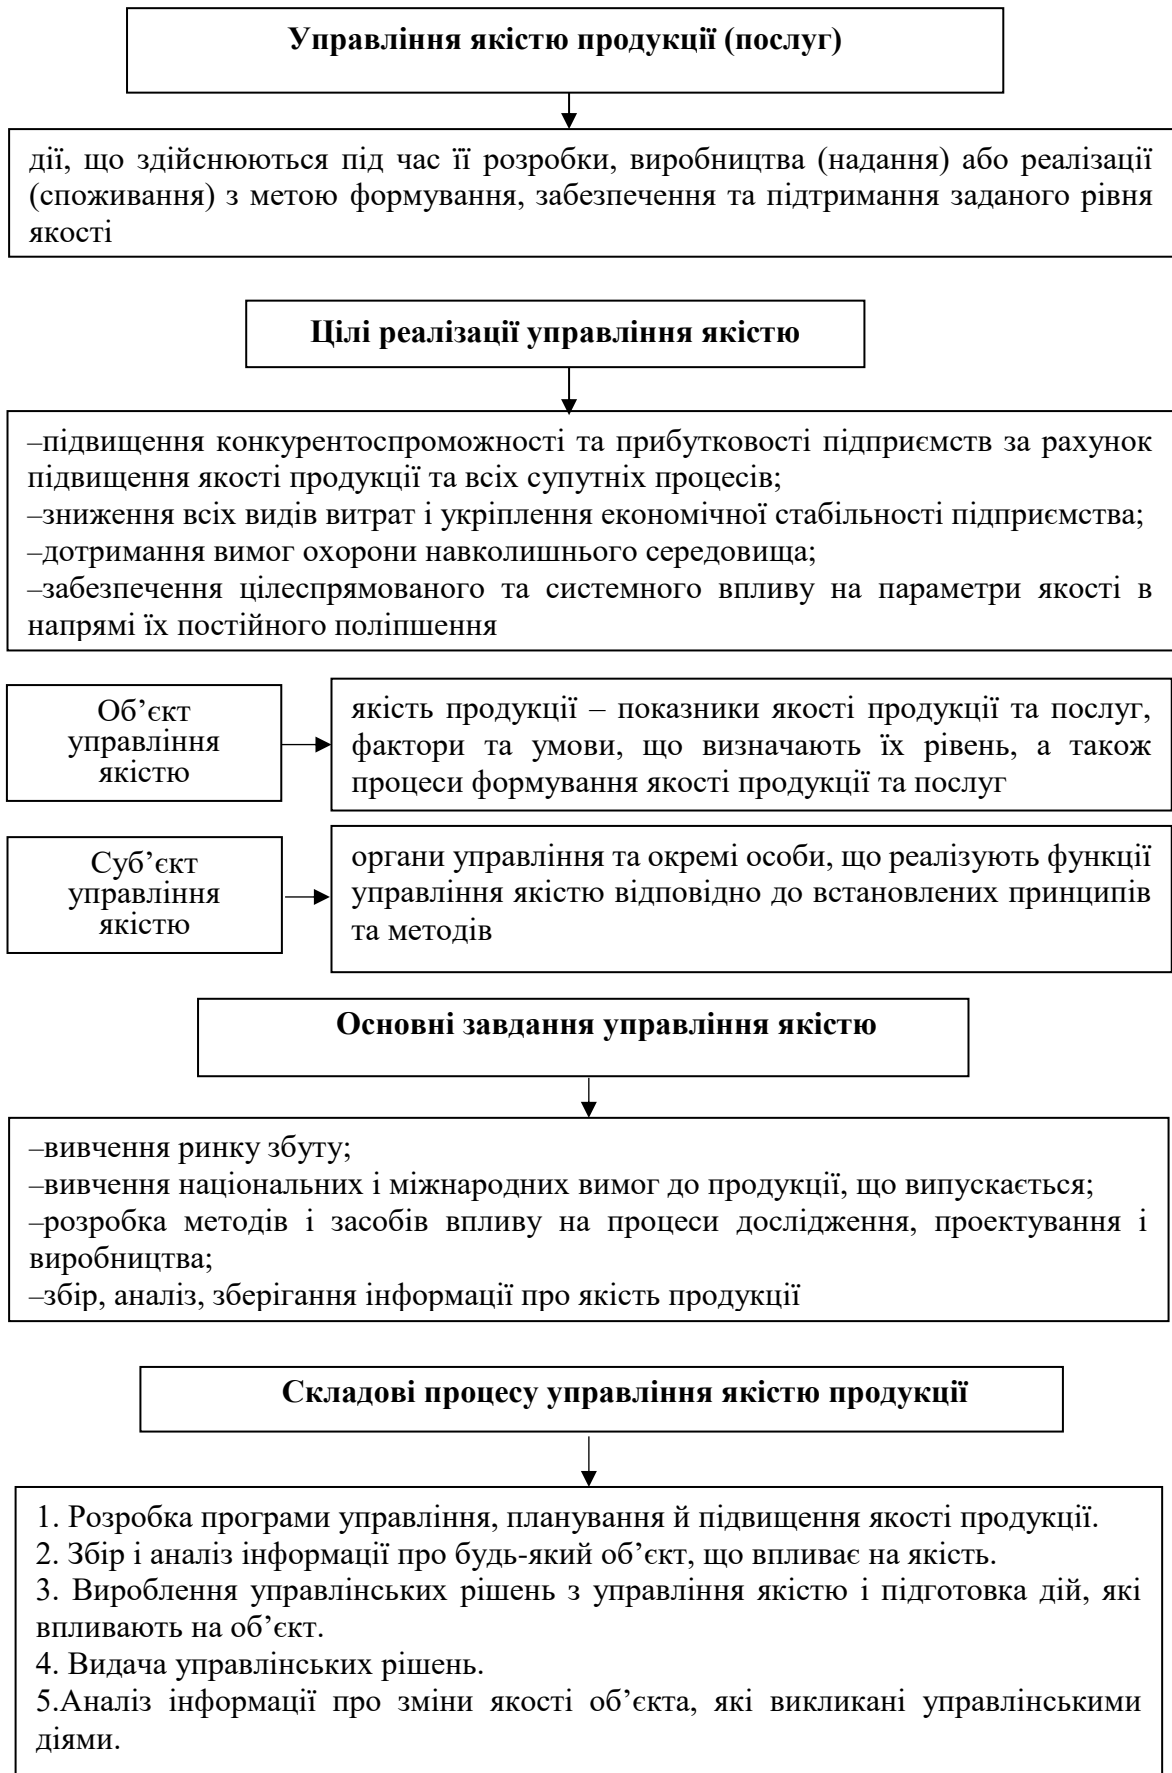 Управління якістю продукції (послуг)
дії, що здійснюються під час її розробки, виробництва (надання) або реалізації
(споживання) з метою формування, забезпечення та підтримання заданого рівня
якості
Цілі реалізації управління якістю
–підвищення конкурентоспроможності та прибутковості підприємств за рахунок
підвищення якості продукції та всіх супутніх процесів;
–зниження всіх видів витрат і укріплення економічної стабільності підприємства;
–дотримання вимог охорони навколишнього середовища;
–забезпечення цілеспрямованого та системного впливу на параметри якості в
напрямі їх постійного поліпшення
Об’єкт
управління
якістю
якість продукції – показники якості продукції та послуг,
фактори та умови, що визначають їх рівень, а також
процеси формування якості продукції та послуг
Суб’єкт
управління
якістю
органи управління та окремі особи, що реалізують функції
управління якістю відповідно до встановлених принципів
та методів
Основні завдання управління якістю
–вивчення ринку збуту;
–вивчення національних і міжнародних вимог до продукції, що випускається;
–розробка методів і засобів впливу на процеси дослідження, проектування і
виробництва;
–збір, аналіз, зберігання інформації про якість продукції
Складові процесу управління якістю продукції
1. Розробка програми управління, планування й підвищення якості продукції.
2. Збір і аналіз інформації про будь-який об’єкт, що впливає на якість.
3. Вироблення управлінських рішень з управління якістю і підготовка дій, які
впливають на об’єкт.
4. Видача управлінських рішень.
5.Аналіз інформації про зміни якості об’єкта, які викликані управлінськими
діями.